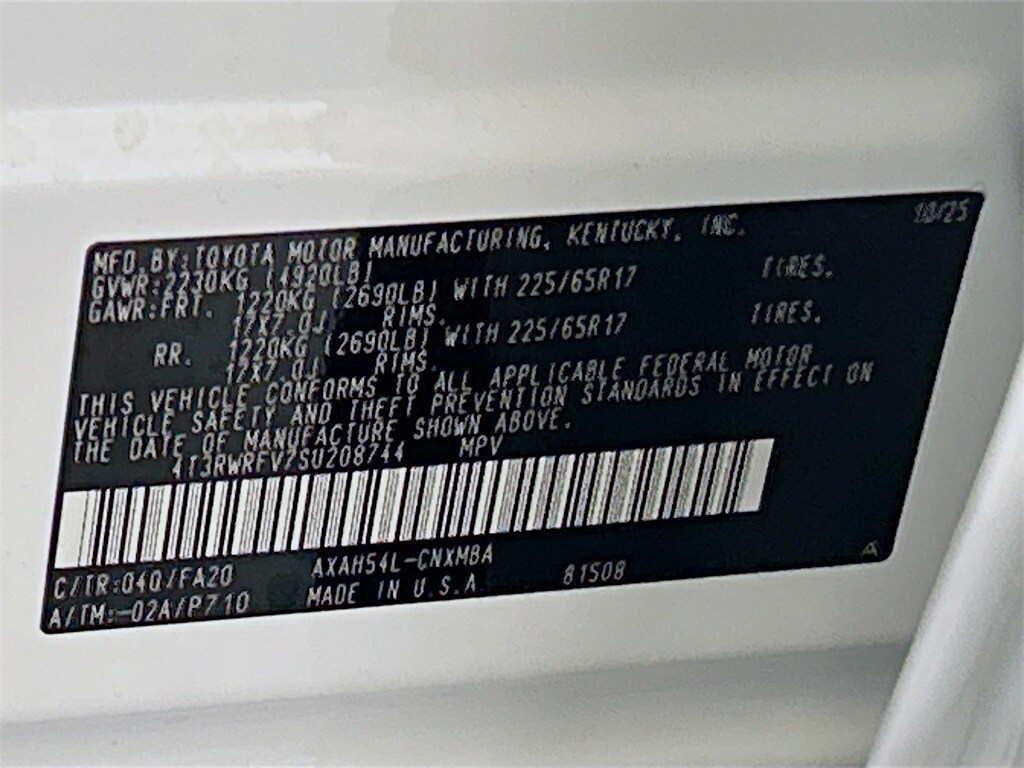 10/25
MFD. BY: TOYOTA MOTOR MANUFACTURING, KENTUCKY, INC.
GVWR: 2230KG (4920LB)
GAWR: FRT. 1220KG (2690LB) WITH 225/65R17 TIRES.
17X7.0J RIMS.
RR. 1220KG (2690LB) WITH 225/65R17 TIRES.
17X7.0J RIMS.
THIS VEHICLE CONFORMS TO ALL APPLICABLE FEDERAL MOTOR
VEHICLE SAFETY AND THEFT PREVENTION STANDARDS IN EFFECT ON
THE DATE OF MANUFACTURE SHOWN ABOVE.
4T3RWRFV7SU208744 MPV
C/TR: 040/FA20 AXAH54L-CNXMBA
A/TM: -02A/P710 MADE IN U.S.A. 81508
A